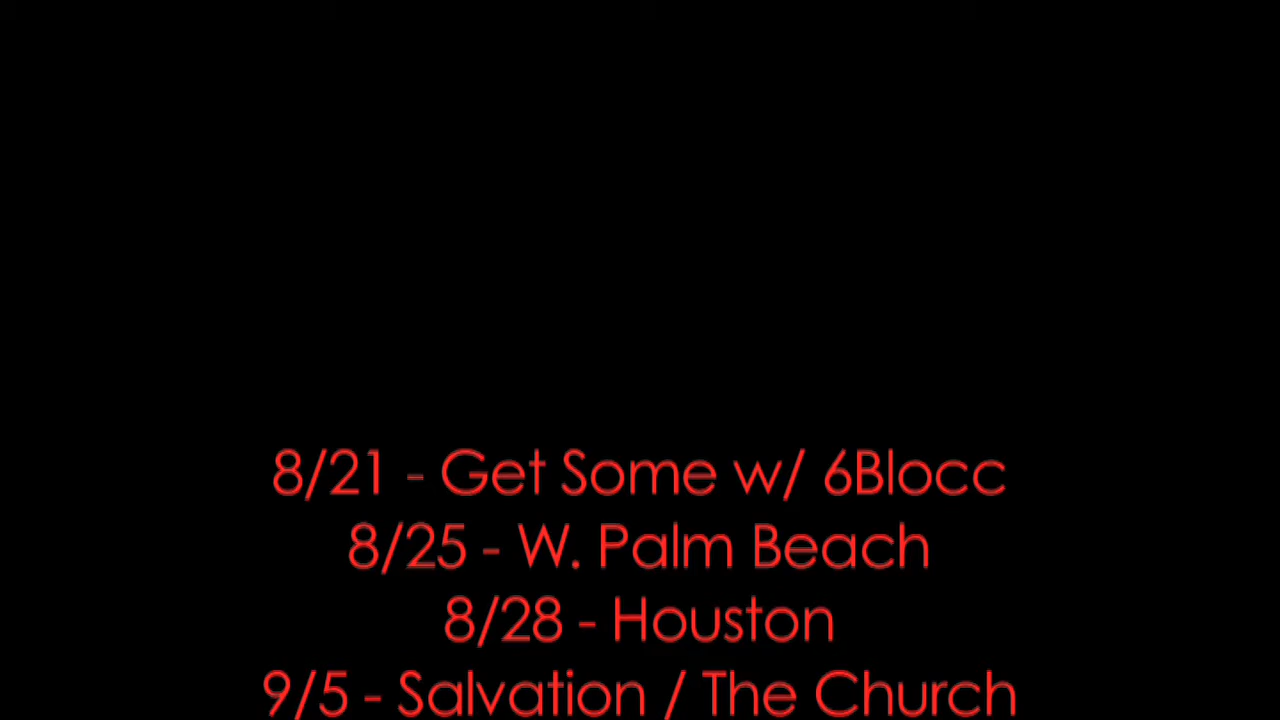 8/21 - Get Some w/ 6Blocc
8/25 - W. Palm Beach
8/28 - Houston
9/5 - Salvation / The Church